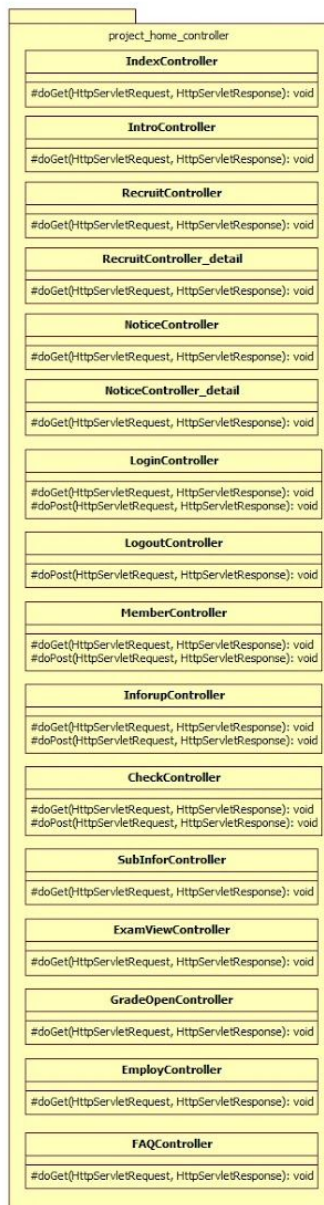 project_home_controller
IndexController
#doGet(HttpServletRequest, HttpServletResponse): void
IntroController
#doGet(HttpServletRequest, HttpServletResponse): void
RecruitController
#doGet(HttpServletRequest, HttpServletResponse): void
RecruitController_detail
#doGet(HttpServletRequest, HttpServletResponse): void
NoticeController
#doGet(HttpServletRequest, HttpServletResponse): void
NoticeController_detail
#doGet(HttpServletRequest, HttpServletResponse): void
LoginController
#doGet(HttpServletRequest, HttpServletResponse): void
#doPost(HttpServletRequest, HttpServletResponse): void
LogoutController
#doPost(HttpServletRequest, HttpServletResponse): void
MemberController
#doGet(HttpServletRequest, HttpServletResponse): void
#doPost(HttpServletRequest, HttpServletResponse): void
InforupController
#doGet(HttpServletRequest, HttpServletResponse): void
#doPost(HttpServletRequest, HttpServletResponse): void
CheckController
#doGet(HttpServletRequest, HttpServletResponse): void
#doPost(HttpServletRequest, HttpServletResponse): void
SubInforController
#doGet(HttpServletRequest, HttpServletResponse): void
ExamViewController
#doGet(HttpServletRequest, HttpServletResponse): void
GradeOpenController
#doGet(HttpServletRequest, HttpServletResponse): void
EmployController
#doGet(HttpServletRequest, HttpServletResponse): void
FAQController
#doGet(HttpServletRequest, HttpServletResponse): void